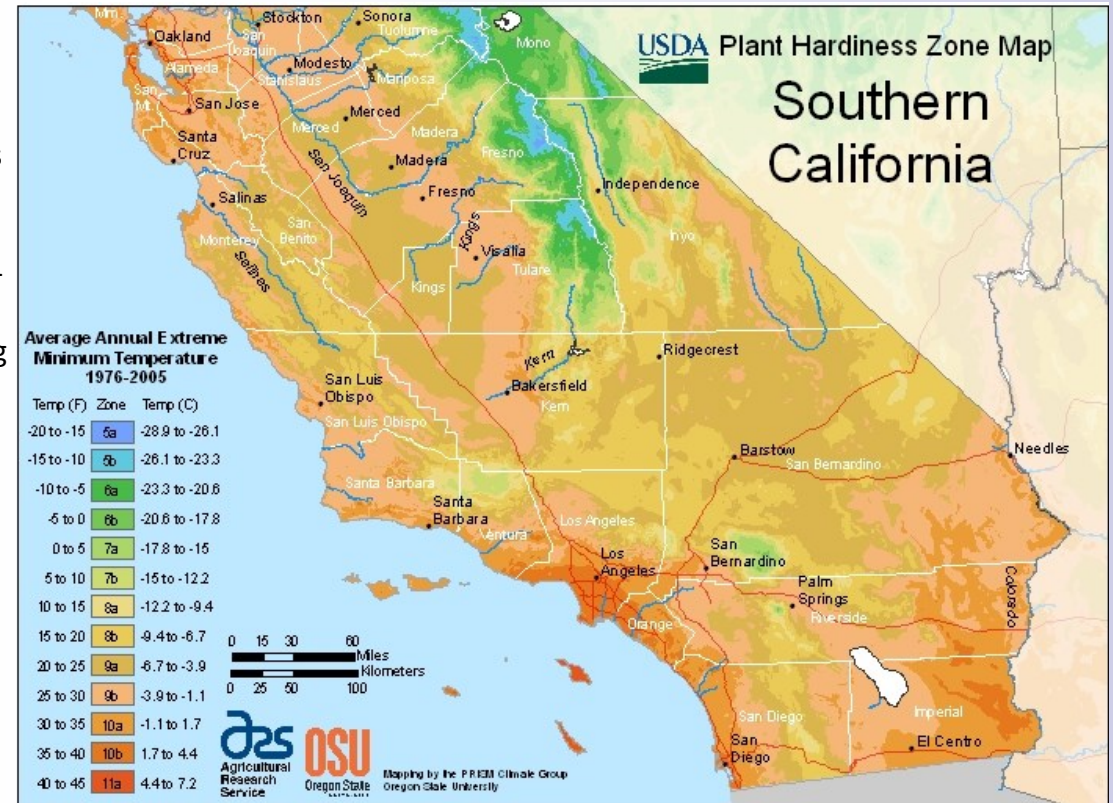 USDA Plant Hardiness Zone Map
Southern
California
Stockton
Sonora
Tuolumne
Mono
Oakland
San
Joaquin
Alameda
Modesto
Stanislaus
Mariposa
San
Mt.
San Jose
Merced
Merced
Madera
Santa
Cruz
Madera
Fresno
San Joaquin
Fresno
Independence
Salinas
San
Benito
Monterey
Salinas
Kings
Visalia
Tulare
Inyo
Kings
Kern
Ridgecrest
San Luis
Obispo
Bakersfield
Kern
San Luis Obispo
Barstow
San Bernardino
Needles
Santa Barbara
Santa
Barbara
Ventura
Los Angeles
Los
Angeles
San
Bernardino
Palm
Springs
Riverside
Colorado
Orange
San Diego
Imperial
San
Diego
El Centro
Average Annual Extreme
Minimum Temperature
1976-2005
Temp (F) Zone Temp (C)
-20 to -15 5a -28.9 to -26.1
-15 to -10 5b -26.1 to -23.3
-10 to -5 6a -23.3 to -20.6
-5 to 0 6b -20.6 to -17.8
0 to 5 7a -17.8 to -15
5 to 10 7b -15 to -12.2
10 to 15 8a -12.2 to -9.4
15 to 20 8b -9.4 to -6.7
20 to 25 9a -6.7 to -3.9
25 to 30 9b -3.9 to -1.1
30 to 35 10a -1.1 to 1.7
35 to 40 10b 1.7 to 4.4
40 to 45 11a 4.4 to 7.2
0 15 30 60
Miles
Kilometers
0 25 50 100
ars
Agricultural
Research
Service
OSU
Oregon State
Mapping by the PRISM Climate Group
Oregon State University